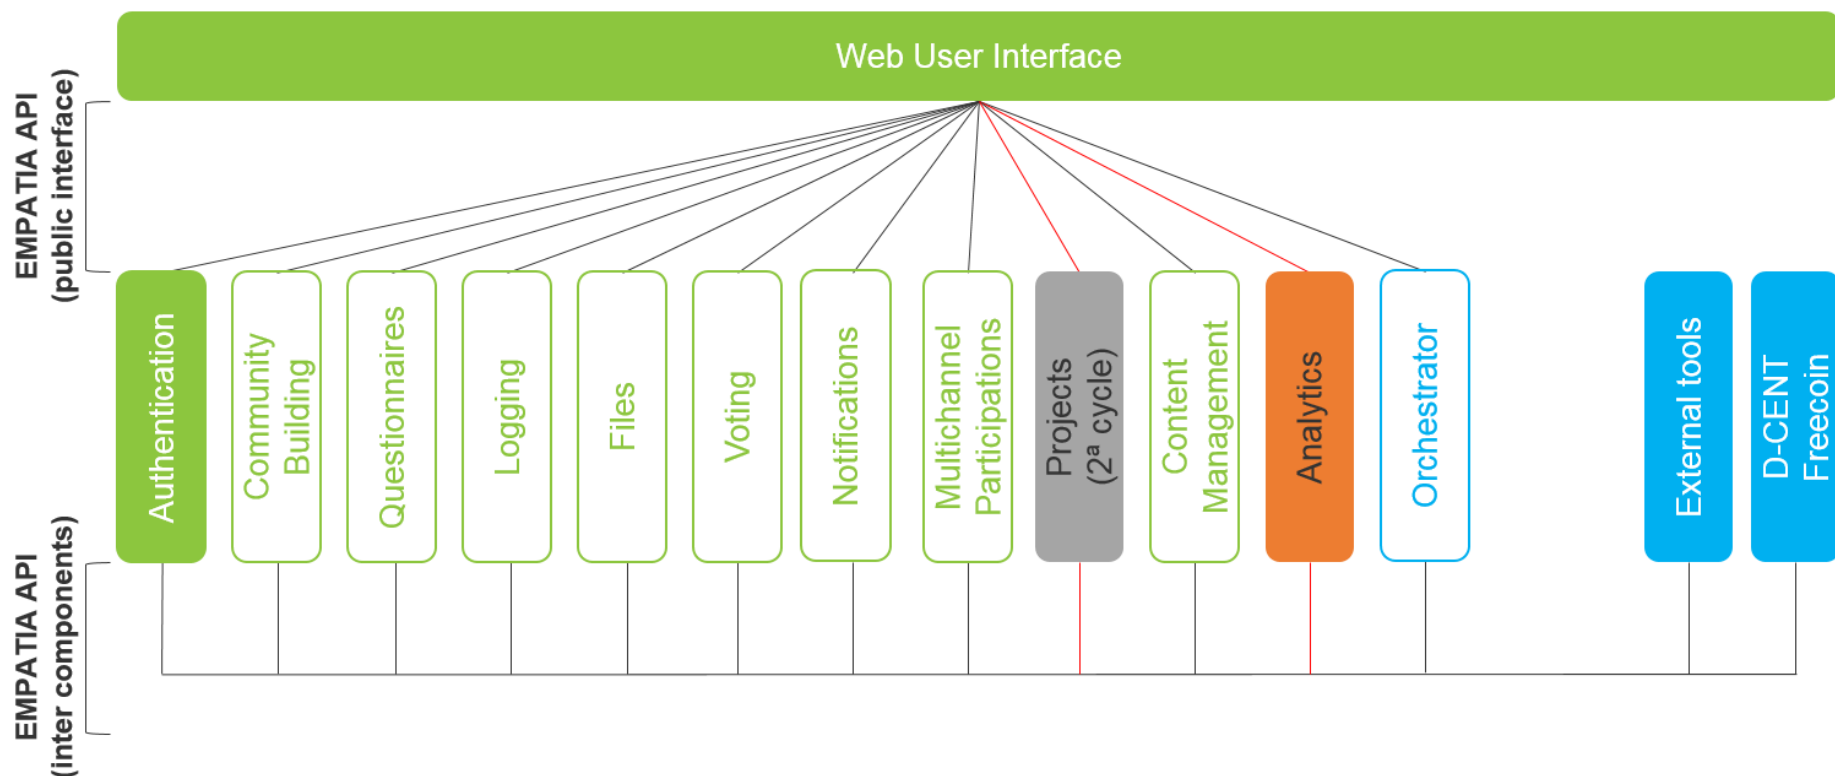 Web User Interface
EMPATIA API
(public interface)
Authentication
Community
Building
Questionnaires
Logging
Files
Voting
Notifications
Multichannel
Participations
Projects
(2ª cycle)
Content
Management
Analytics
Orchestrator
External tools
D-CENT
Freecoin
EMPATIA API
(inter components)